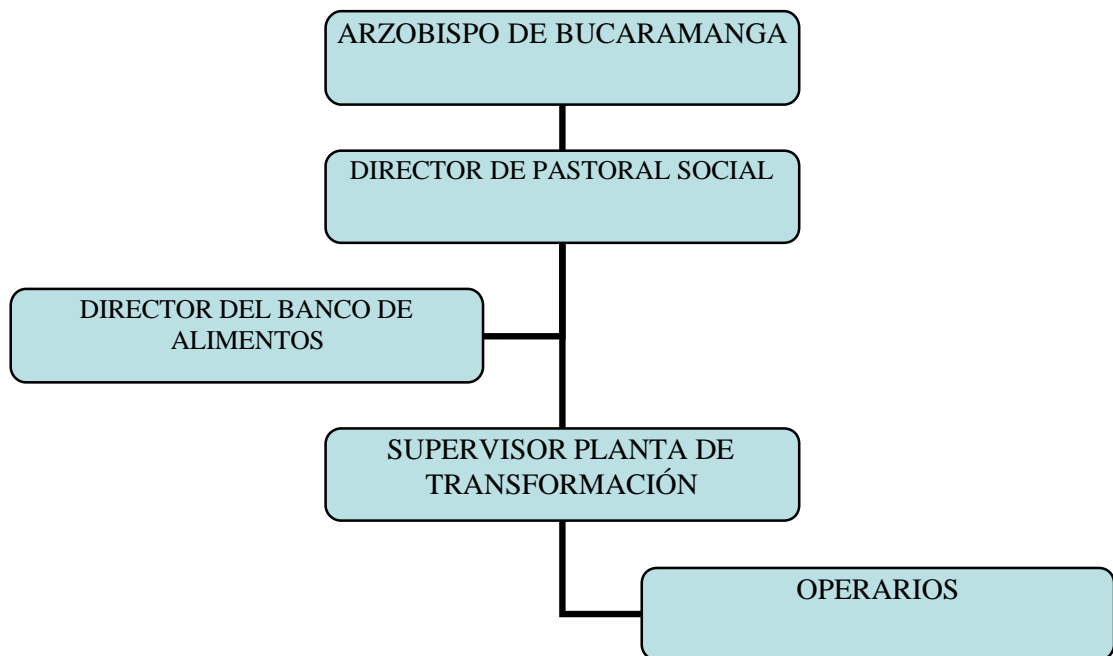 ARZOBISPO DE BUCARAMANGA
DIRECTOR DE PASTORAL SOCIAL
DIRECTOR DEL BANCO DE
ALIMENTOS
SUPERVISOR PLANTA DE
TRANSFORMACIÓN
OPERARIOS